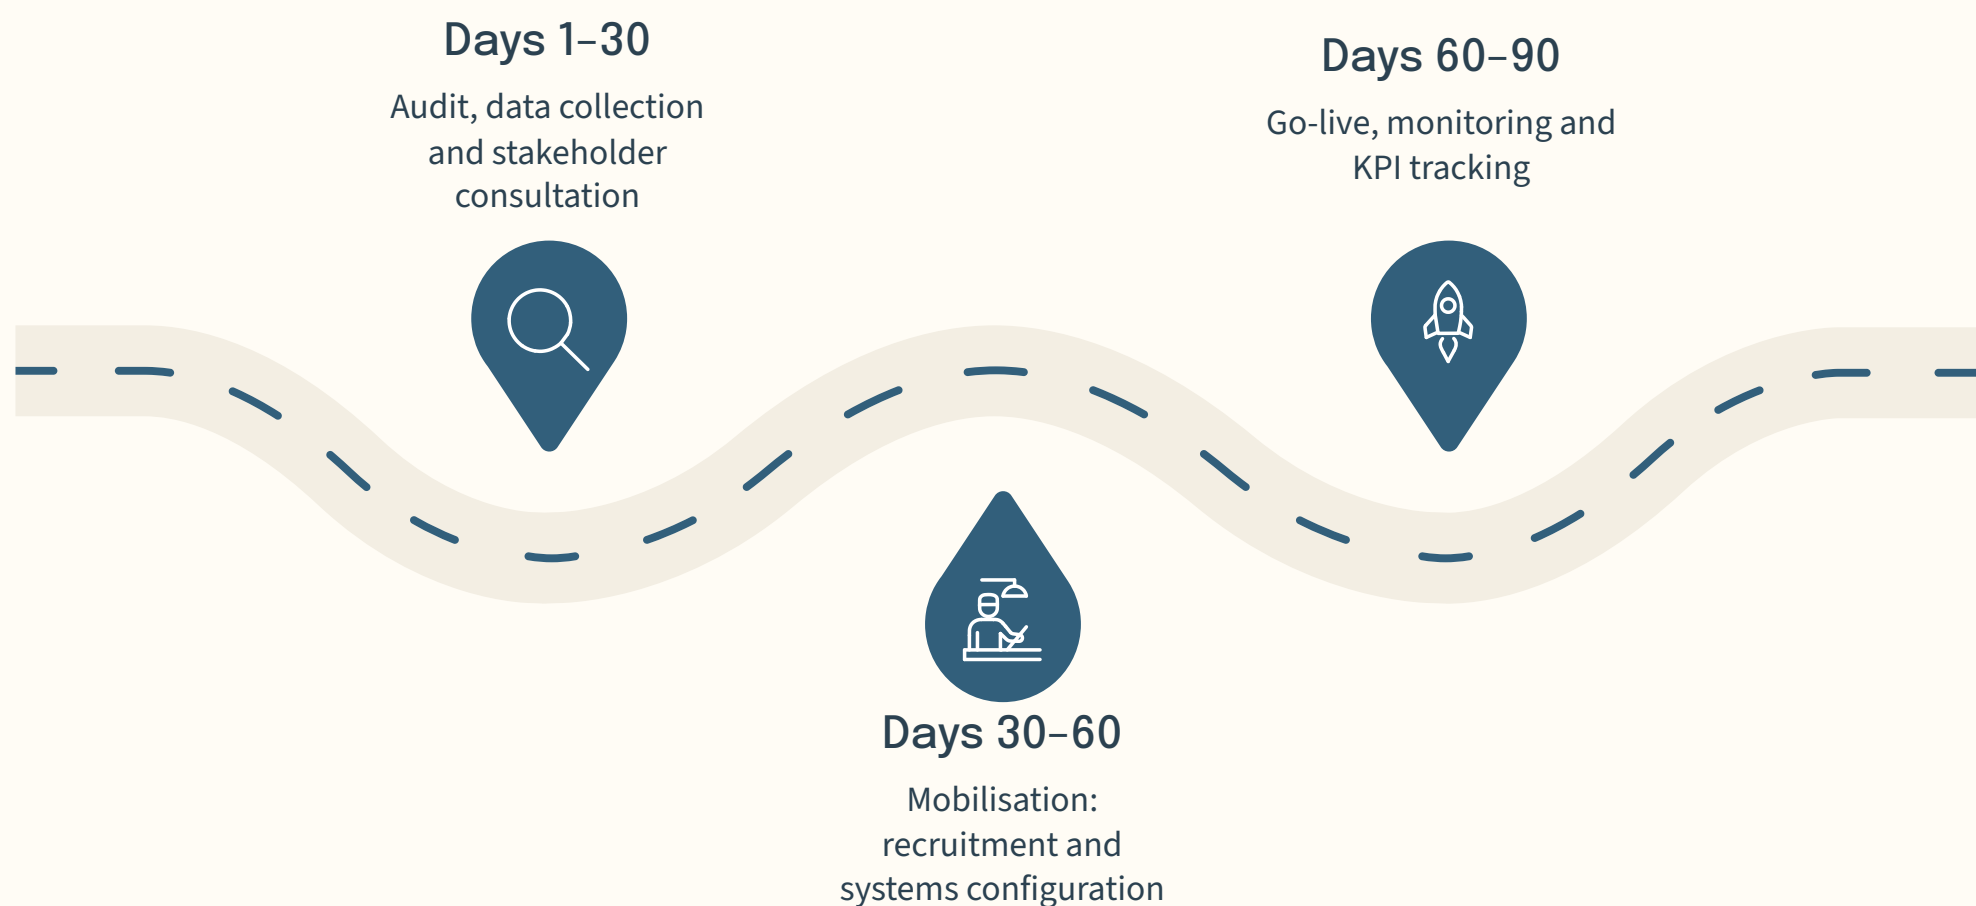 Days 1–30
Audit, data collection
and stakeholder
consultation
Days 60–90
Go-live, monitoring and
KPI tracking
Days 30–60
Mobilisation:
recruitment and
systems configuration